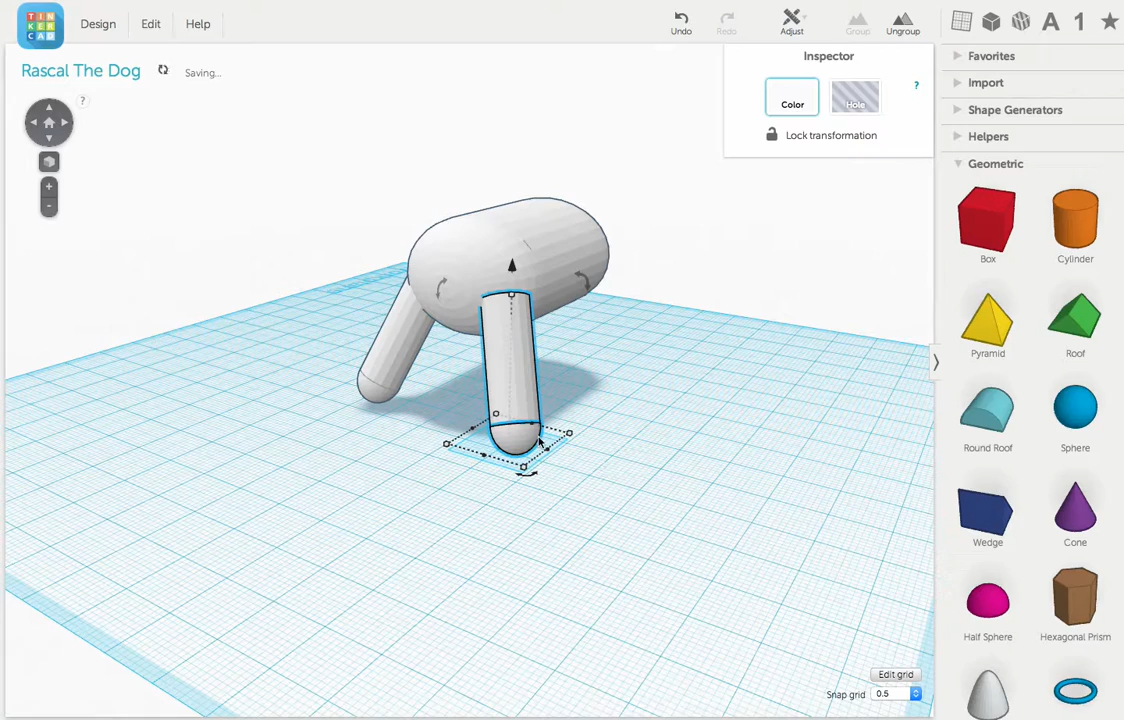 TIN
KER
CAD
Design
Edit
Help
Undo
Redo
Adjust
Group
Ungroup
A
1
Rascal The Dog
Saving...
?
+
-
Inspector
Color
Hole
?
Lock transformation
Favorites
Import
Shape Generators
Helpers
Geometric
Box
Cylinder
Pyramid
Roof
Round Roof
Sphere
Wedge
Cone
Half Sphere
Hexagonal Prism
Edit grid
Snap grid 0.5